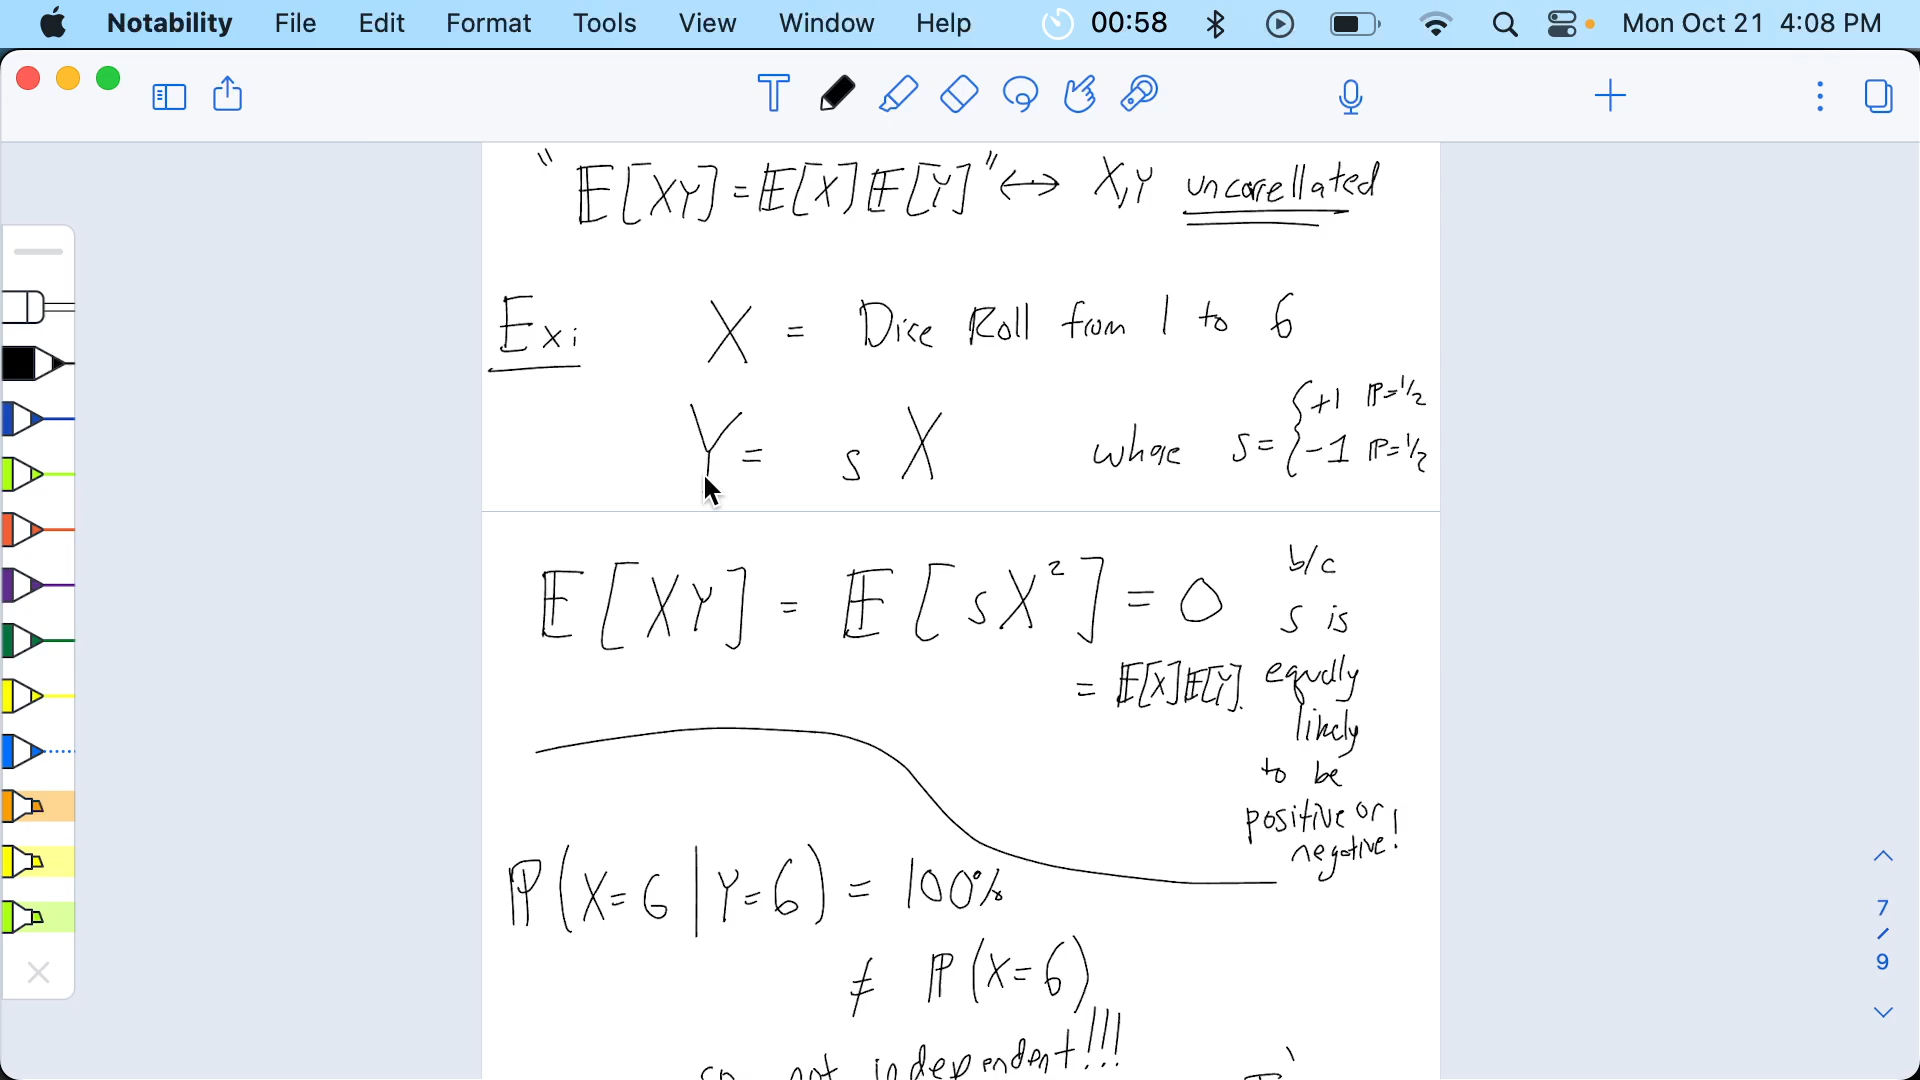 Notability File Edit Format Tools View Window Help 00:58 Mon Oct 21 4:08 PM
"𝔼[XY] = 𝔼[X] 𝔼[Y]" ↔ X,Y uncorellated
Ex: X = Dice Roll from 1 to 6
Y = s X where s = { +1 ℙ=1/2
-1 ℙ=1/2
𝔼[XY] = 𝔼[sX²] = 0 b/c
s is
= 𝔼[X]𝔼[Y]. equally
likely
to be
positive or
negative!
ℙ(X=6 | Y=6) = 100%
≠ ℙ(X=6)
so not independent!!!
7
/
9